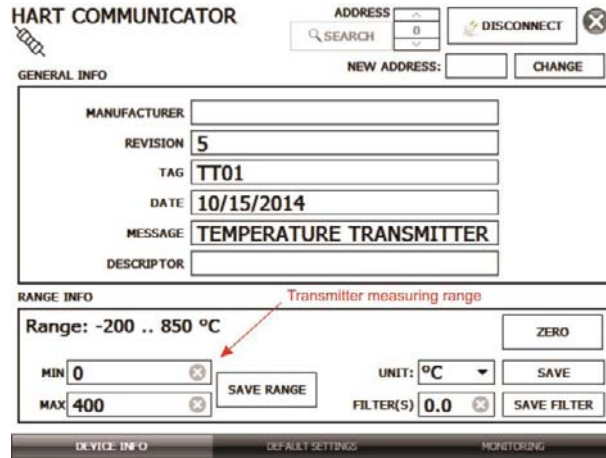 HART COMMUNICATOR
ADDRESS
SEARCH
0
DISCONNECT
NEW ADDRESS:
CHANGE
GENERAL INFO
MANUFACTURER
REVISION 5
TAG TT01
DATE 10/15/2014
MESSAGE TEMPERATURE TRANSMITTER
DESCRIPTOR
RANGE INFO
Transmitter measuring range
Range: -200 .. 850 ºC
ZERO
MIN 0
SAVE RANGE
UNIT: ºC
SAVE
MAX 400
FILTER(S) 0.0
SAVE FILTER
DEVICE INFO DEFAULT SETTINGS MONITORING